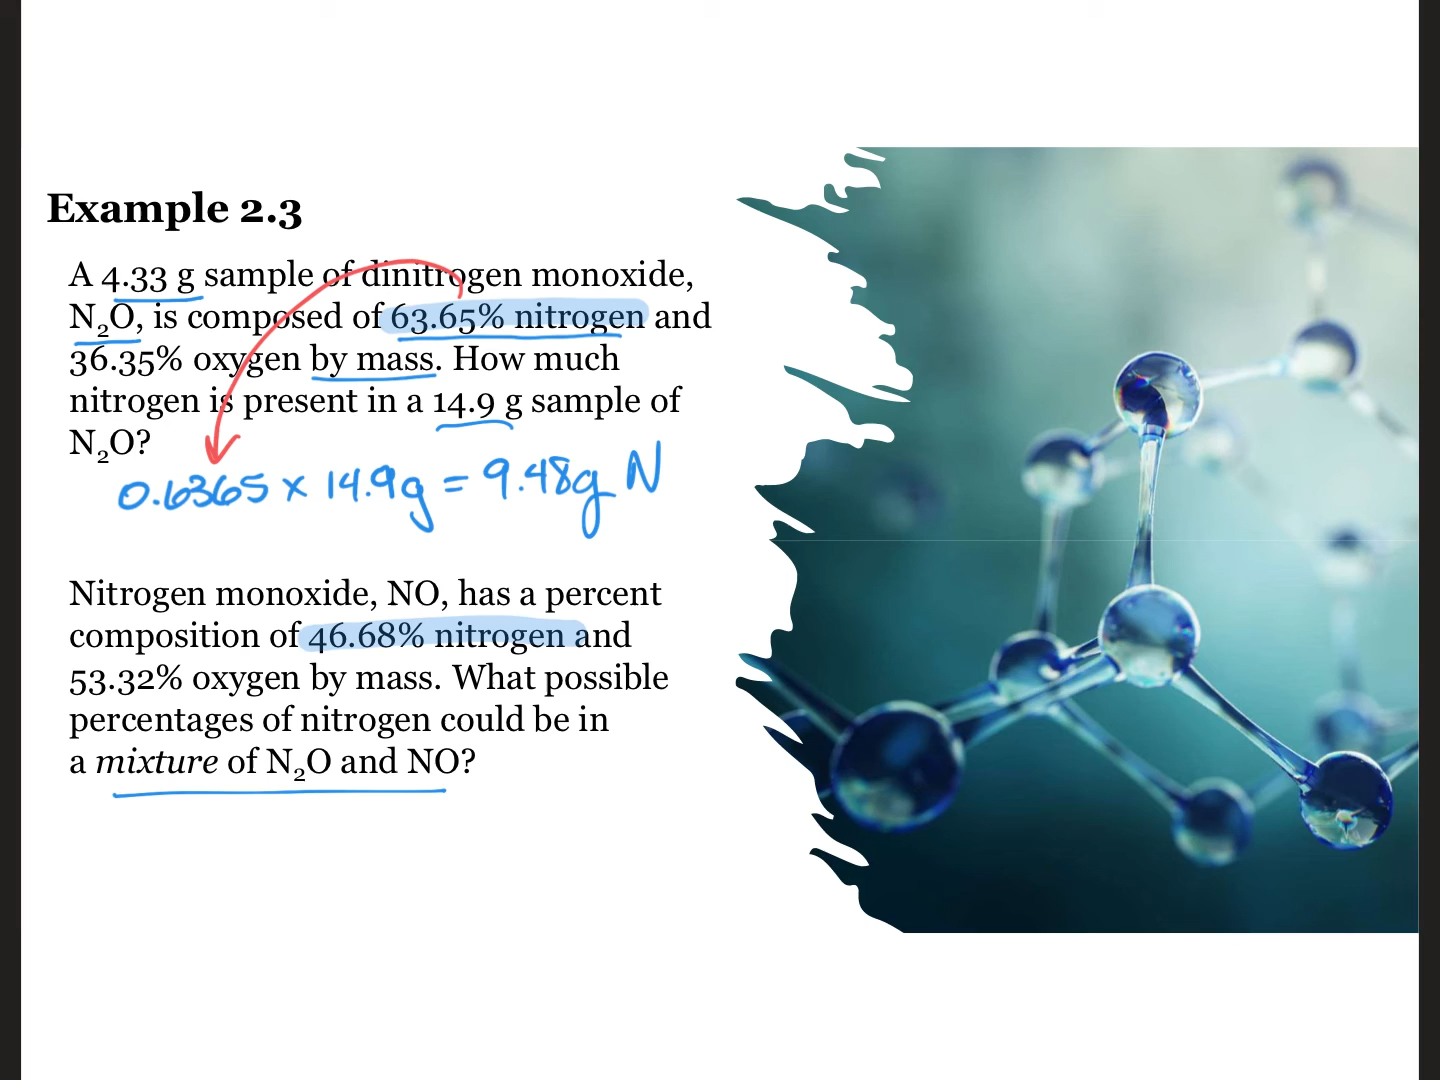 Example 2.3
A 4.33 g sample of dinitrogen monoxide,
N₂O, is composed of 63.65% nitrogen and
36.35% oxygen by mass. How much
nitrogen is present in a 14.9 g sample of
N₂O?
0.6365 x 14.9g = 9.48g N
Nitrogen monoxide, NO, has a percent
composition of 46.68% nitrogen and
53.32% oxygen by mass. What possible
percentages of nitrogen could be in
a mixture of N₂O and NO?